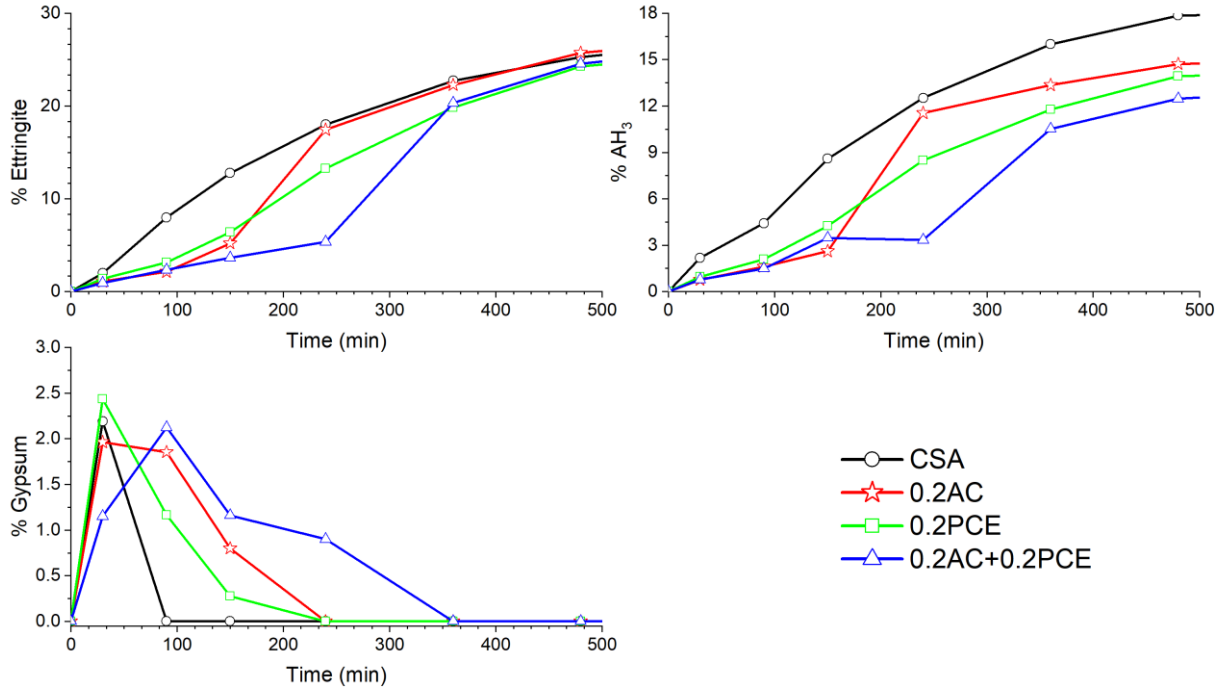 % Ettringite
30
20
10
0
0 100 200 300 400 500
Time (min)
% AH₃
18
15
12
9
6
3
0
0 100 200 300 400 500
Time (min)
% Gypsum
3.0
2.5
2.0
1.5
1.0
0.5
0.0
0 100 200 300 400 500
Time (min)
CSA
0.2AC
0.2PCE
0.2AC+0.2PCE